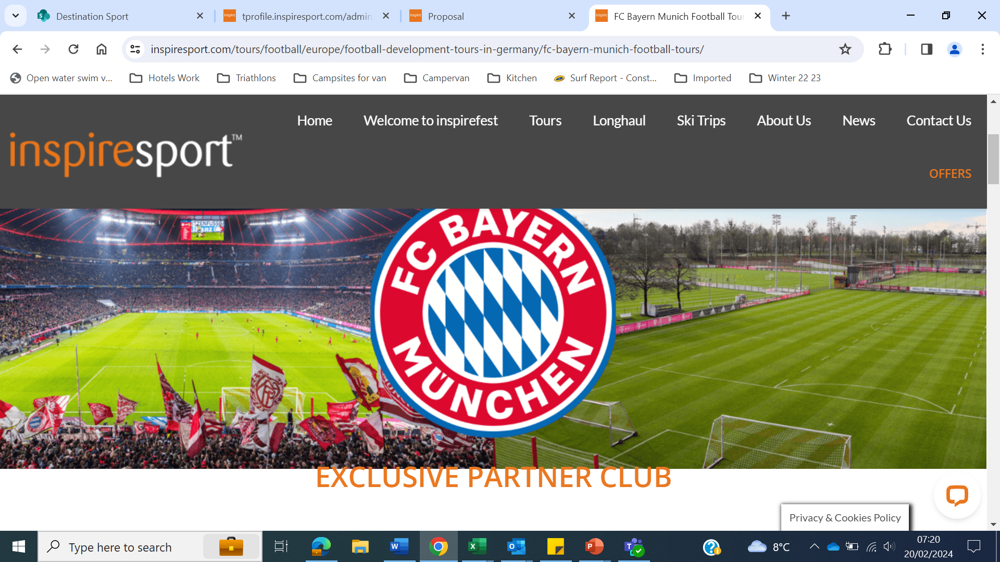 Destination Sport
tprofile.inspiresport.com/admin
Proposal
FC Bayern Munich Football Tour
inspiresport.com/tours/football/europe/football-development-tours-in-germany/fc-bayern-munich-football-tours/
Open water swim v...
Hotels Work
Triathlons
Campsites for van
Campervan
Kitchen
Surf Report - Const...
Imported
Winter 22 23
Home
Welcome to inspirefest
Tours
Longhaul
Ski Trips
About Us
News
Contact Us
inspiresport™
OFFERS
FC BAYERN
MÜNCHEN
EXCLUSIVE PARTNER CLUB
Privacy & Cookies Policy
Type here to search
8°C
07:20
20/02/2024